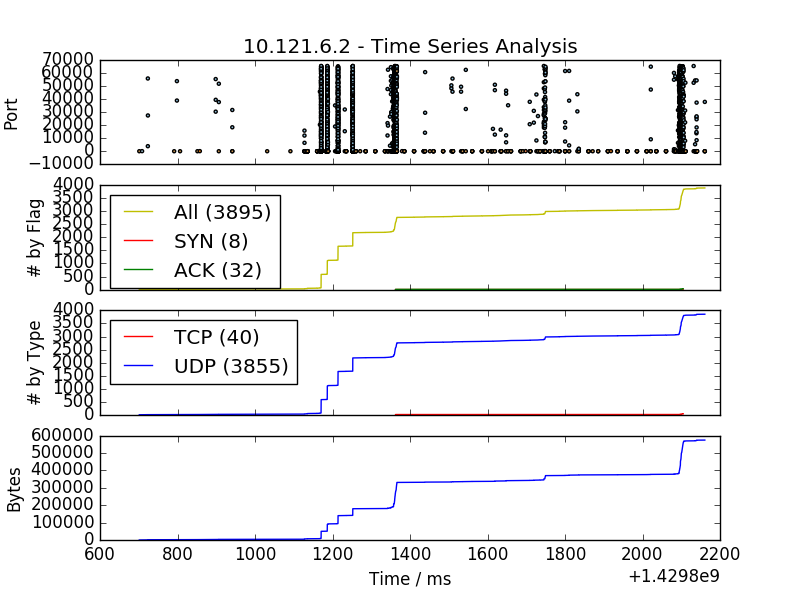 10.121.6.2 - Time Series Analysis
70000
60000
50000
40000
30000
20000
10000
0
−10000
Port
4000
3500
3000
2500
2000
1500
1000
500
0
# by Flag
All (3895)
SYN (8)
ACK (32)
4000
3500
3000
2500
2000
1500
1000
500
0
# by Type
TCP (40)
UDP (3855)
600000
500000
400000
300000
200000
100000
0
Bytes
600 800 1000 1200 1400 1600 1800 2000 2200
Time / ms
+1.4298e9